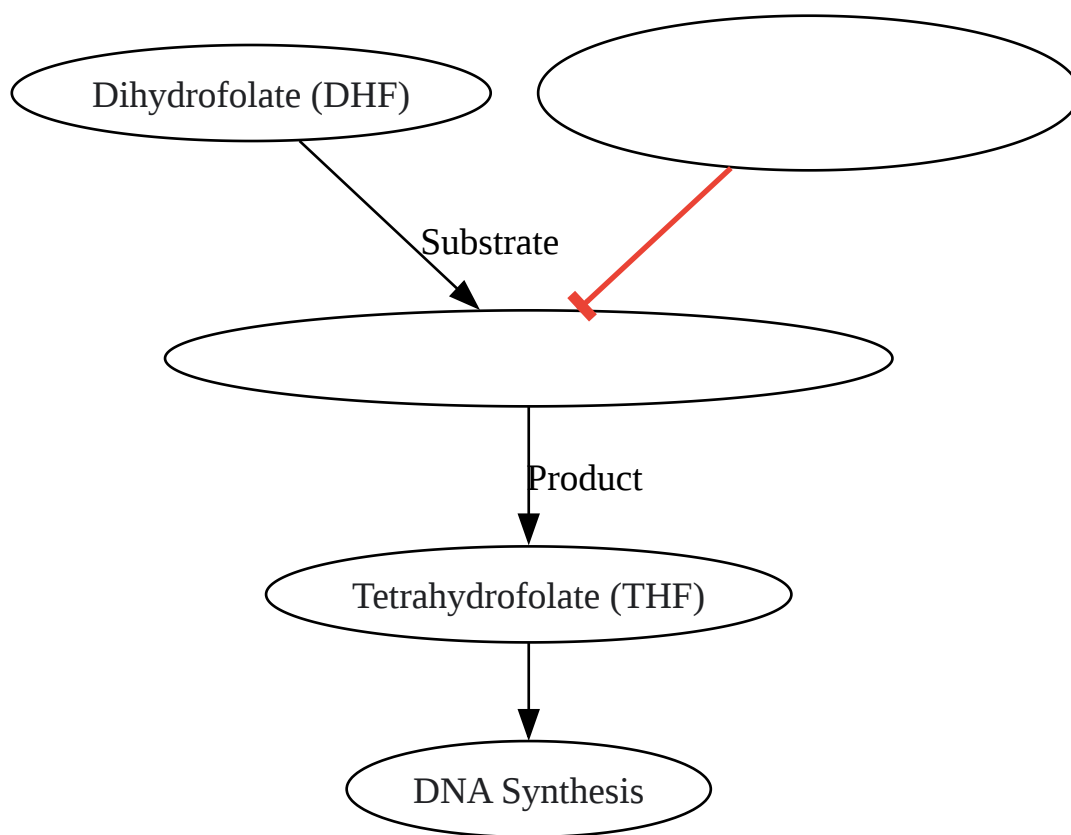 Dihydrofolate (DHF)
Substrate
Product
Tetrahydrofolate (THF)
DNA Synthesis